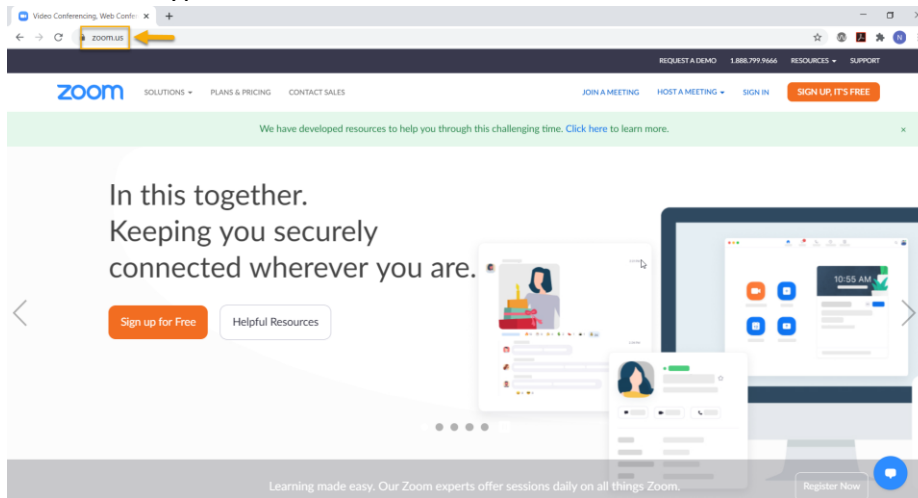 Video Conferencing, Web Confer
zoom.us
REQUEST A DEMO 1.888.799.9666 RESOURCES SUPPORT
zoom SOLUTIONS PLANS & PRICING CONTACT SALES JOIN A MEETING HOST A MEETING SIGN IN SIGN UP, IT'S FREE
We have developed resources to help you through this challenging time. Click here to learn more.
In this together.
Keeping you securely
connected wherever you are.
10:55 AM
Sign up for Free Helpful Resources
Learning made easy. Our Zoom experts offer sessions daily on all things Zoom. Register Now